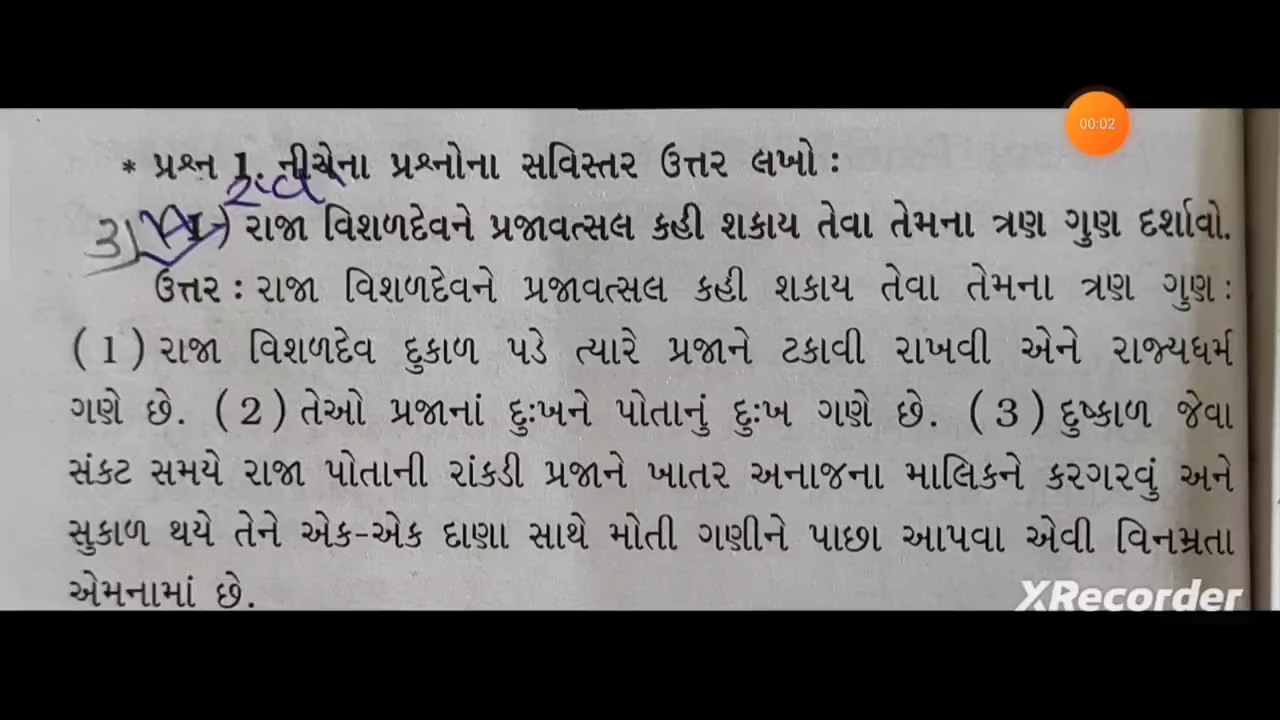 00:02
* પ્રશ્ન 1. નીચેના પ્રશ્નોના સવિસ્તર ઉત્તર લખો :
3) રાજા વિશળદેવને પ્રજાવત્સલ કહી શકાય તેવા તેમના ત્રણ ગુણ દર્શાવો.
ઉત્તર : રાજા વિશળદેવને પ્રજાવત્સલ કહી શકાય તેવા તેમના ત્રણ ગુણ :
(1) રાજા વિશળદેવ દુકાળ પડે ત્યારે પ્રજાને ટકાવી રાખવી એને રાજ્યધર્મ
ગણે છે. (2) તેઓ પ્રજાનાં દુઃખને પોતાનું દુઃખ ગણે છે. (3) દુષ્કાળ જેવા
સંકટ સમયે રાજા પોતાની રાંકડી પ્રજાને ખાતર અનાજના માલિકને કરગરવું અને
સુકાળ થયે તેને એક-એક દાણા સાથે મોતી ગણીને પાછા આપવા એવી વિનમ્રતા
એમનામાં છે.
XRecorder